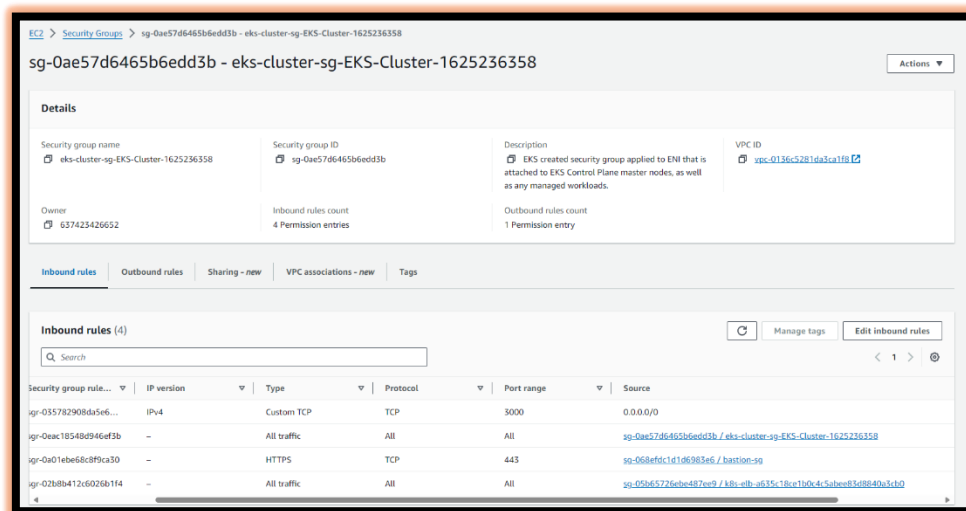 EC2 > Security Groups > sg-0ae57d6465b6edd3b - eks-cluster-sg-EKS-Cluster-1625236358
sg-0ae57d6465b6edd3b - eks-cluster-sg-EKS-Cluster-1625236358
Actions
Details
Security group name
eks-cluster-sg-EKS-Cluster-1625236358
Security group ID
sg-0ae57d6465b6edd3b
Description
EKS created security group applied to ENI that is
attached to EKS Control Plane master nodes, as well
as any managed workloads.
VPC ID
vpc-0136c5281da3ca1f8
Owner
637423426652
Inbound rules count
4 Permission entries
Outbound rules count
1 Permission entry
Inbound rules Outbound rules Sharing - new VPC associations - new Tags
Inbound rules (4)
Manage tags Edit inbound rules
Search
< 1 >
Security group rule... IP version Type Protocol Port range Source
sgr-035782908da5e6... IPv4 Custom TCP TCP 3000 0.0.0.0/0
sgr-0eac18548d946ef3b – All traffic All All sg-0ae57d6465b6edd3b / eks-cluster-sg-EKS-Cluster-1625236358
sgr-0a01ebe68c8f9ca30 – HTTPS TCP 443 sg-068efdc1d1d6983e6 / bastion-sg
sgr-02b8b412c6026b1f4 – All traffic All All sg-05b65726ebe487ee9 / k8s-elb-a635c18ce1b0c4c5abee83d8840a3cb0